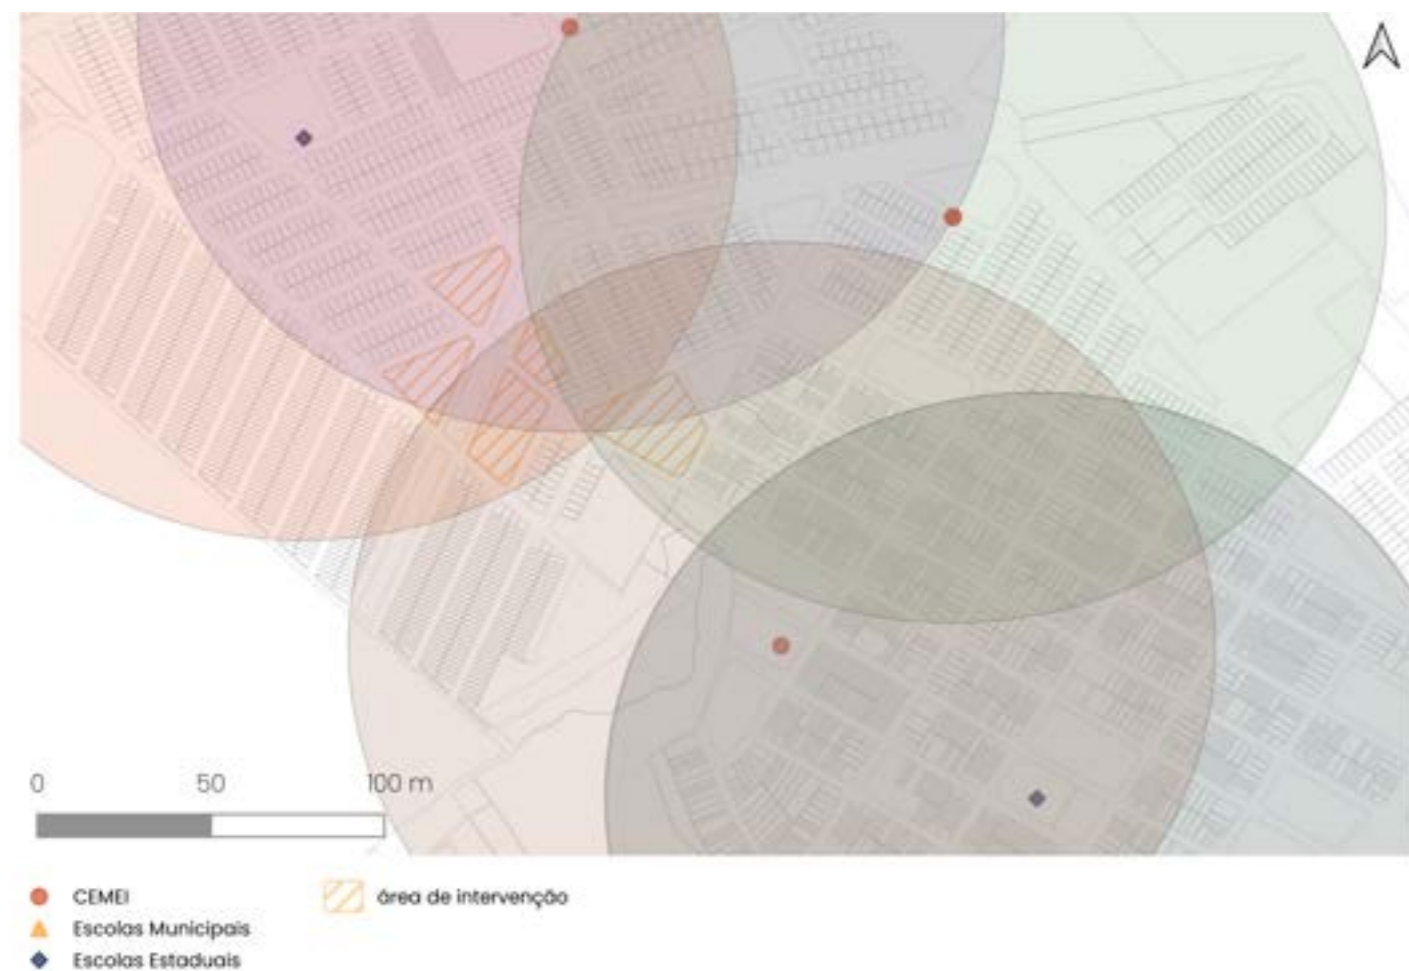 0 50 100 m
CEMEI
área de intervenção
Escolas Municipais
Escolas Estaduais